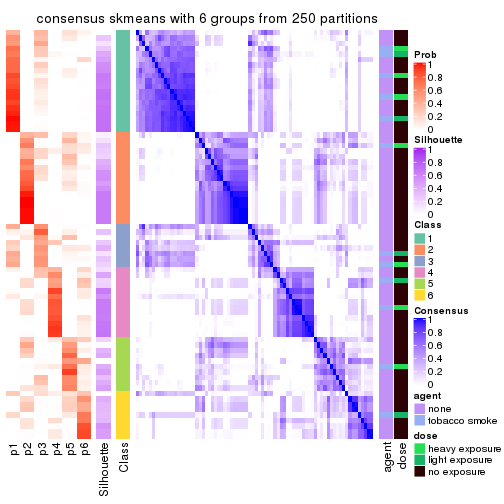 consensus skmeans with 6 groups from 250 partitions
Prob
1
0.8
0.6
0.4
0.2
0
Silhouette
1
0.8
0.6
0.4
0.2
0
Class
1
2
3
4
5
6
Consensus
1
0.8
0.6
0.4
0.2
0
agent
none
tobacco smoke
dose
heavy exposure
light exposure
no exposure
p1
p2
p3
p4
p5
p6
Silhouette
Class
agent
dose